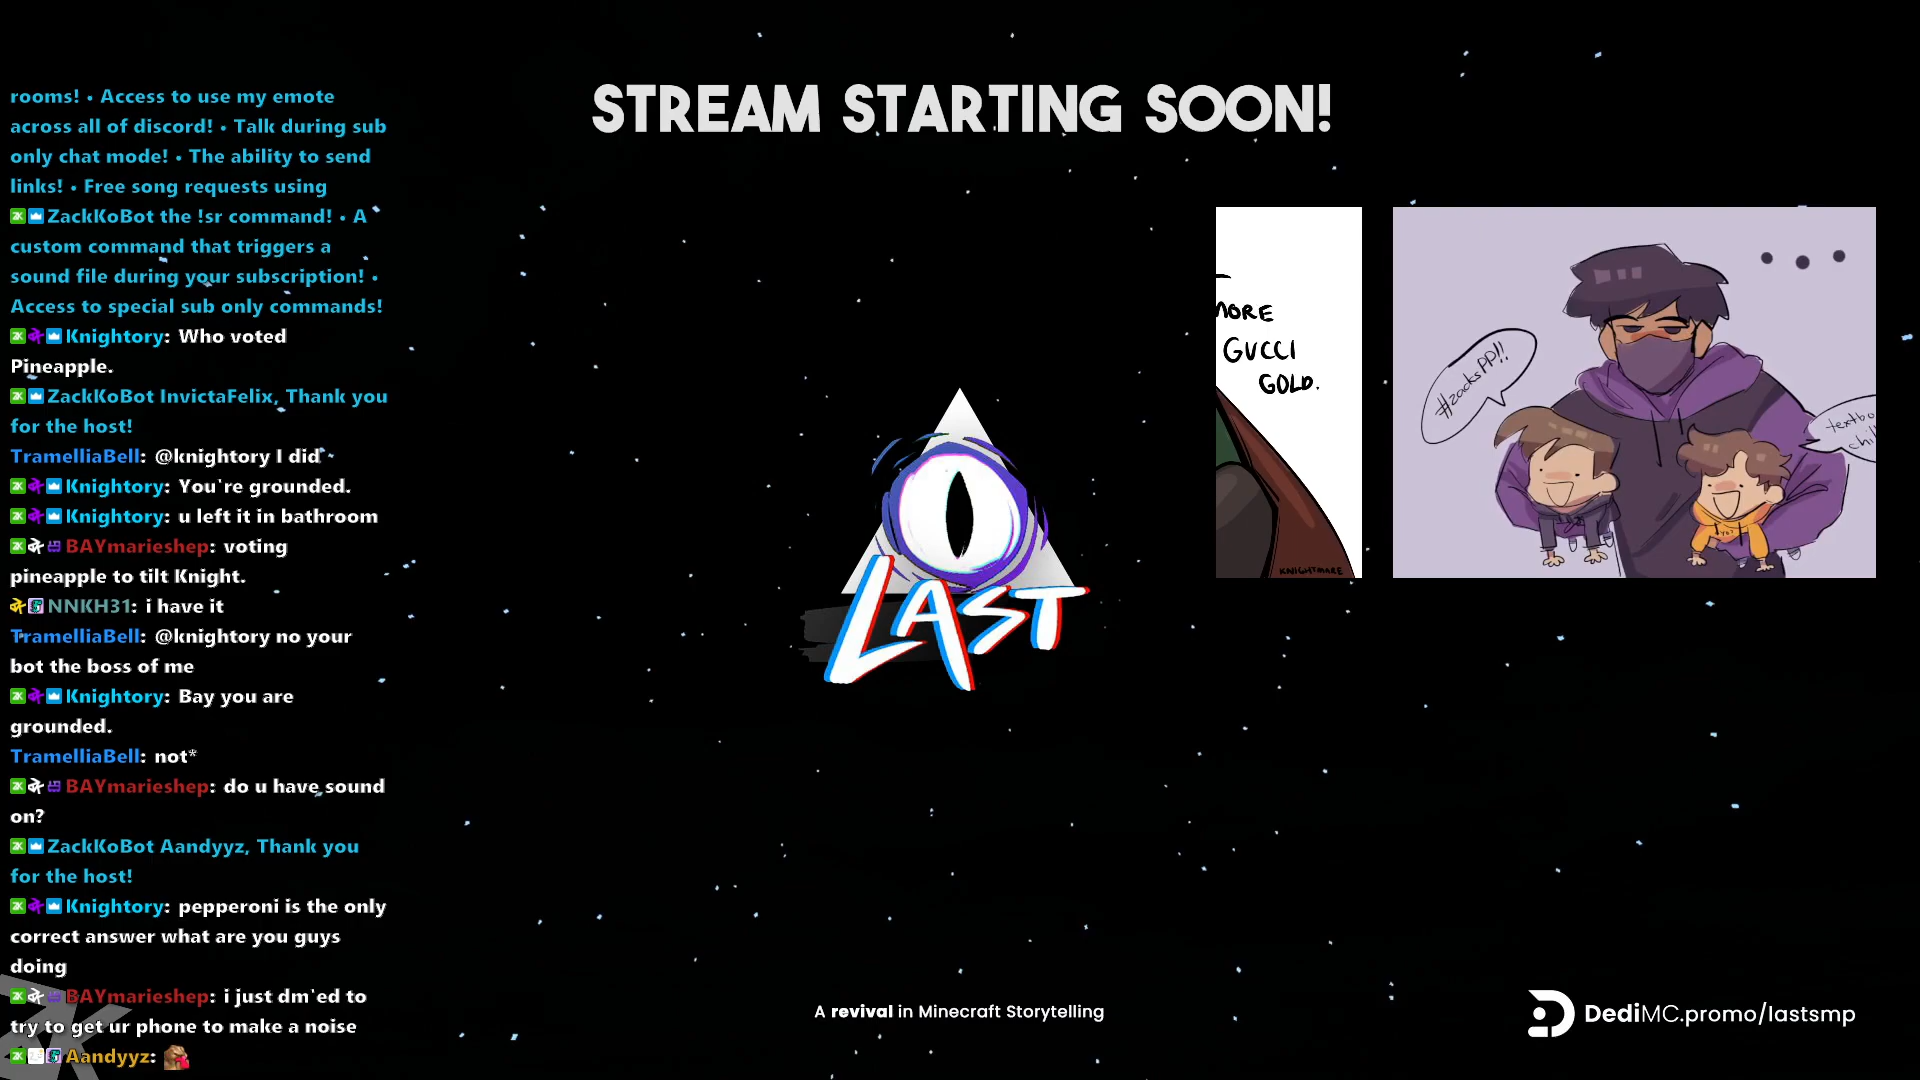 STREAM STARTING SOON!
rooms! • Access to use my emote
across all of discord! • Talk during sub
only chat mode! • The ability to send
links! • Free song requests using
ZackKoBot the !sr command! • A
custom command that triggers a
sound file during your subscription! •
Access to special sub only commands!
Knightory: Who voted
Pineapple.
ZackKoBot InvictaFelix, Thank you
for the host!
TramelliaBell: @knightory I did
Knightory: You're grounded.
Knightory: u left it in bathroom
BAYmarieshep: voting
pineapple to tilt Knight.
NNKH31: i have it
TramelliaBell: @knightory no your
bot the boss of me
Knightory: Bay you are
grounded.
TramelliaBell: not*
BAYmarieshep: do u have sound
on?
ZackKoBot Aandyyz, Thank you
for the host!
Knightory: pepperoni is the only
correct answer what are you guys
doing
BAYmarieshep: i just dm'ed to
try to get ur phone to make a noise
Aandyyz:
MORE
GUCCI
GOLD.
KNIGHTMARE
#zacksPP!!
textbo
chi
LAST
A revival in Minecraft Storytelling
DediMC.promo/lastsmp